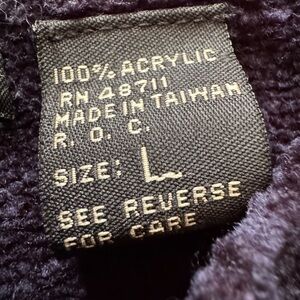 100% ACRYLIC
RN 48711
MADE IN TAIWAN
R. O. C.
SIZE: L
SEE REVERSE
FOR CARE